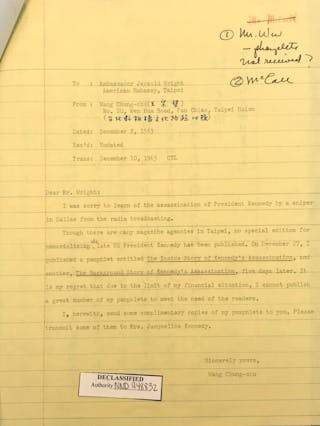 ① Mr. Wu
— pamphlets
not received?
② McCall
To : Ambassador Jerauld Wright
American Embassy, Taipei
From : Wang Chung-
No. 20, Wen Hua Road, Pan Chiao, Taipei Hsien
Dated: December 8, 1963
Rec'd: Undated
Trans: December 10, 1963 CTL
Dear Mr. Wright:
I was sorry to learn of the assassination of President Kennedy by a sniper
in Dallas from the radio broadcasting.
Though there are many magazine agencies in Taipei, no special edition for
memorializing late US President Kennedy has been published. On December 27, I
published a pamphlet entitled The Inside Story of Kennedy's Assassination, and
another, The Background Story of Kennedy's Assassination, five days later. It
is my regret that due to the limit of my financial situation, I cannot publish
a great number of my pamphlets to meet the need of the readers.
I, herewith, send some complimentary copies of my pamphlets to you. Please
transmit some of them to Mrs. Jacqueline Kennedy.
Sincerely yours,
Wang Chung-
DECLASSIFIED
Authority NND 948832